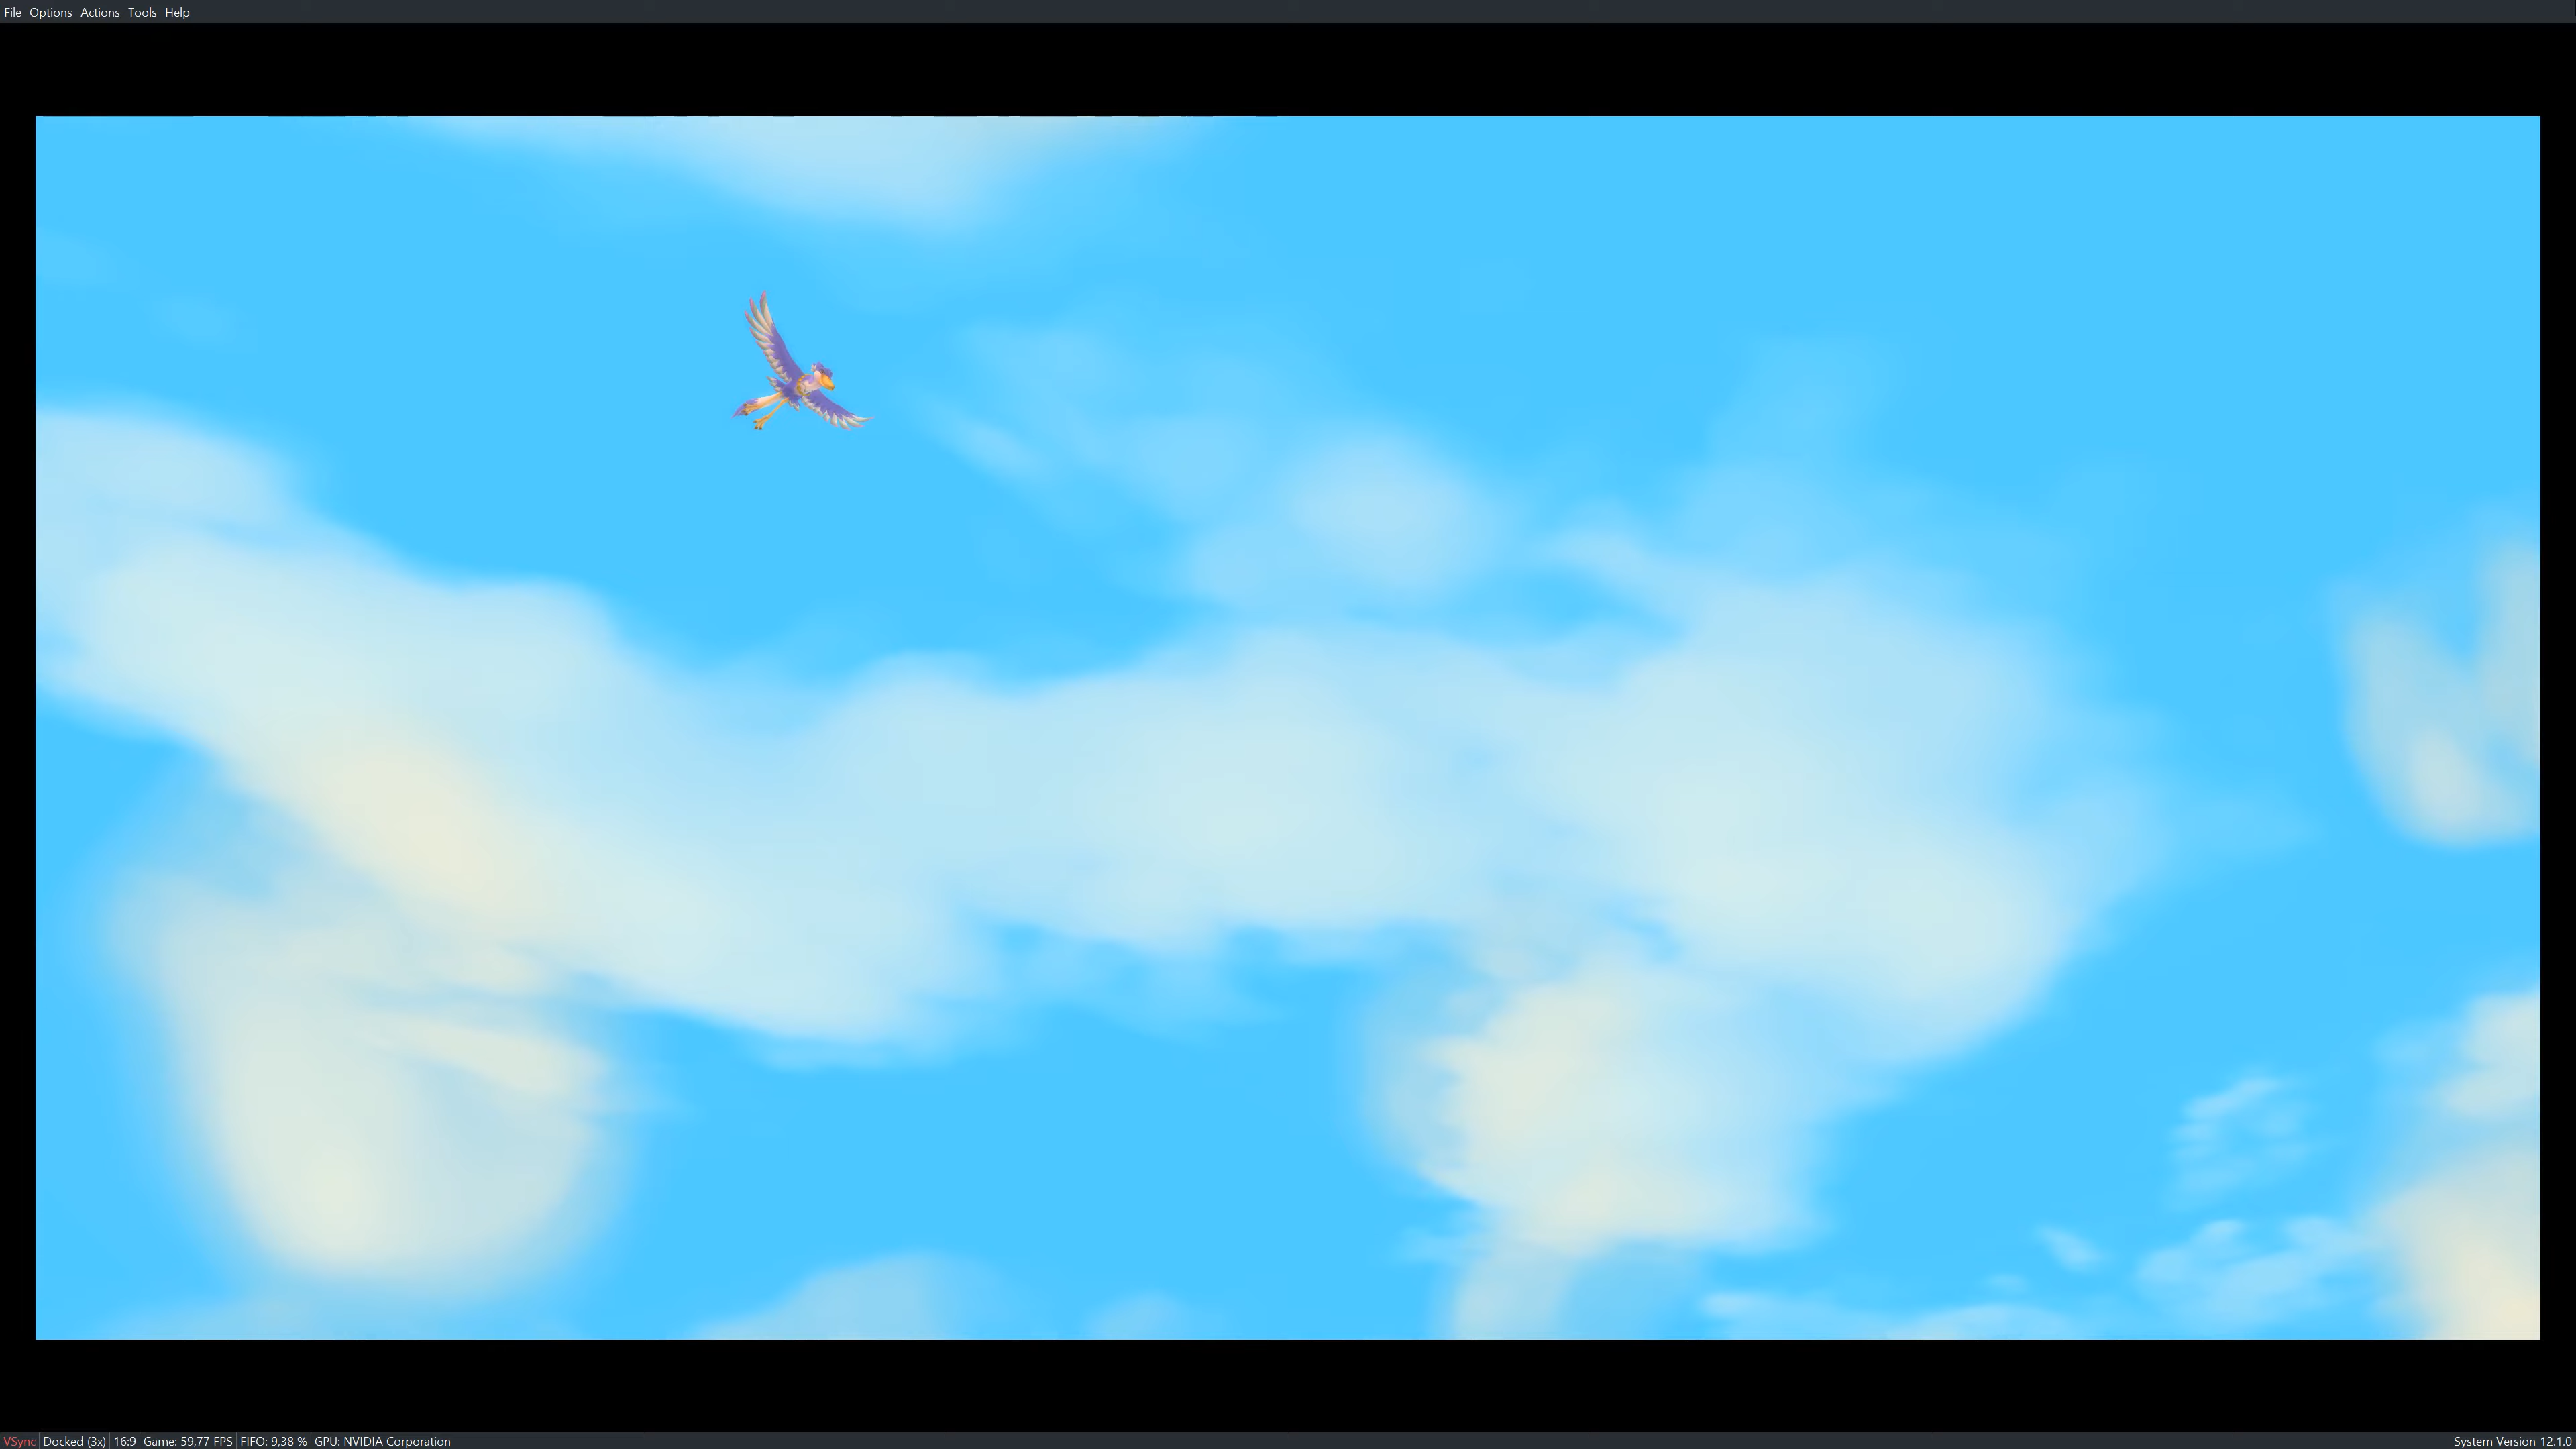 File Options Actions Tools Help
VSync Docked (3x) 16:9 Game: 59,77 FPS FIFO: 9,38 % GPU: NVIDIA Corporation System Version 12.1.0